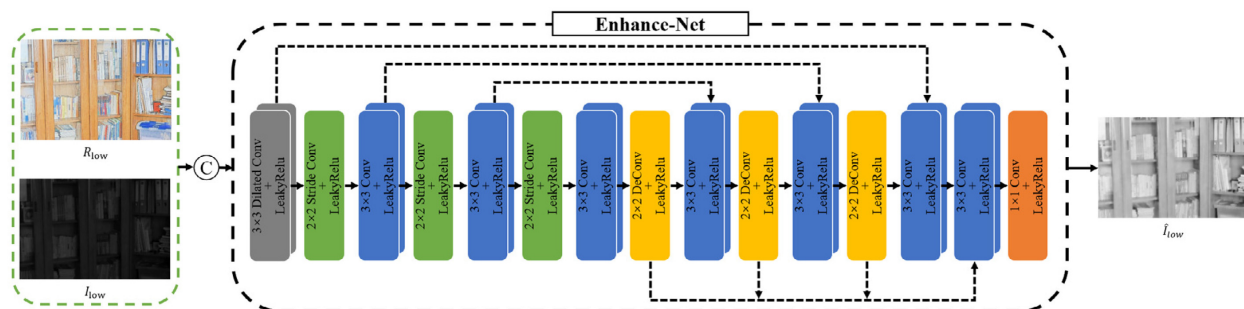 Enhance-Net
R_low
I_low
C
3×3 Dilated Conv
+
LeakyRelu
2×2 Stride Conv
+
LeakyRelu
3×3 Conv
+
LeakyRelu
2×2 Stride Conv
+
LeakyRelu
3×3 Conv
+
LeakyRelu
2×2 Stride Conv
+
LeakyRelu
3×3 Conv
+
LeakyRelu
2×2 DeConv
+
LeakyRelu
3×3 Conv
+
LeakyRelu
2×2 DeConv
+
LeakyRelu
3×3 Conv
+
LeakyRelu
2×2 DeConv
+
LeakyRelu
3×3 Conv
+
LeakyRelu
3×3 Conv
+
LeakyRelu
1×1 Conv
+
LeakyRelu
Î_low